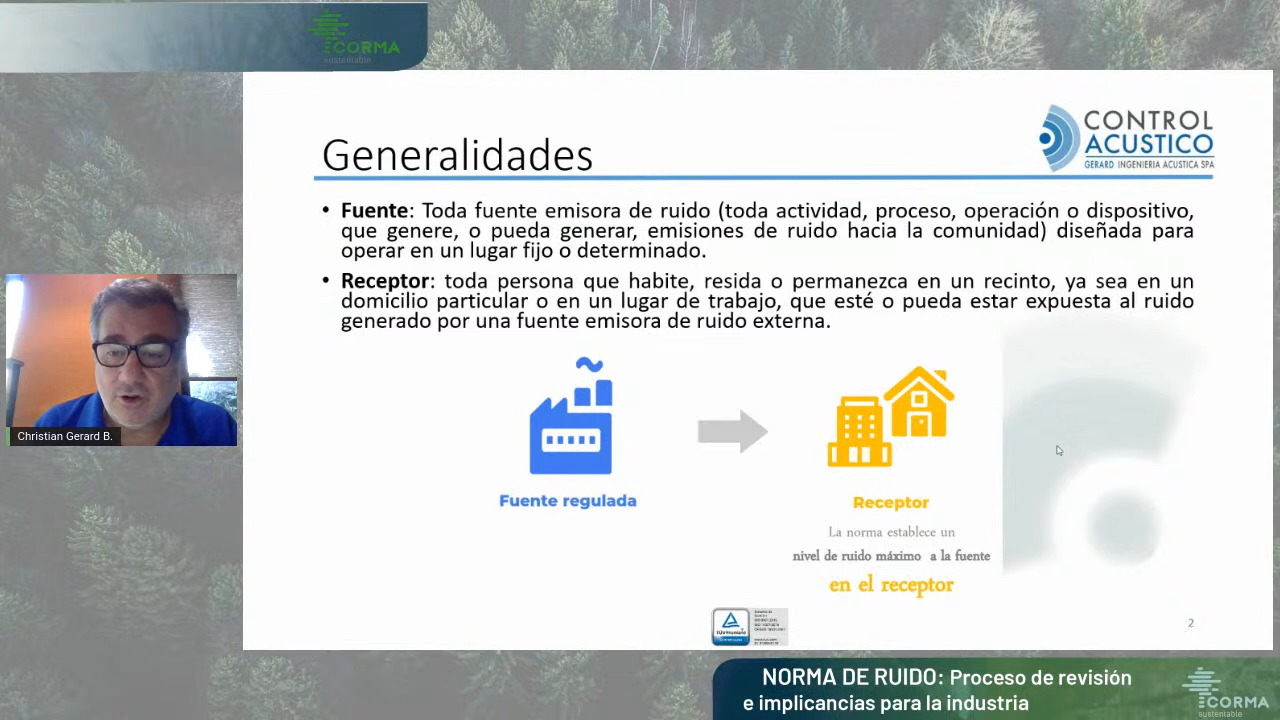 CORMA
sustentable
CONTROL
ACUSTICO
GERARD INGENIERIA ACUSTICA SPA
Generalidades
• Fuente: Toda fuente emisora de ruido (toda actividad, proceso, operación o dispositivo,
que genere, o pueda generar, emisiones de ruido hacia la comunidad) diseñada para
operar en un lugar fijo o determinado.
• Receptor: toda persona que habite, resida o permanezca en un recinto, ya sea en un
domicilio particular o en un lugar de trabajo, que esté o pueda estar expuesta al ruido
generado por una fuente emisora de ruido externa.
Christian Gerard B.
Fuente regulada
Receptor
La norma establece un
nivel de ruido máximo a la fuente
en el receptor
2
NORMA DE RUIDO: Proceso de revisión
e implicancias para la industria
CORMA
sustentable